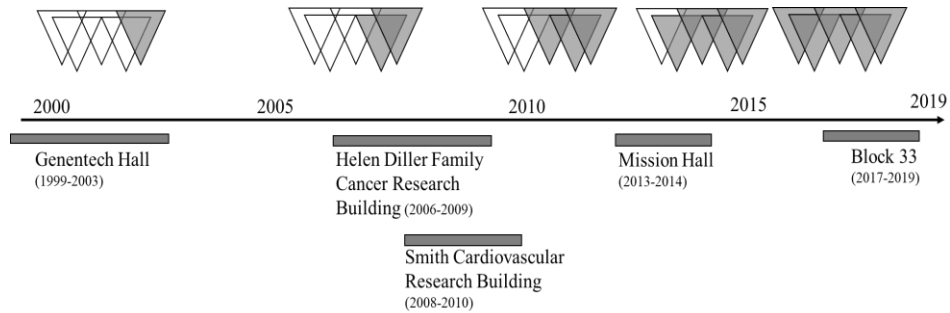 2000
2005
2010
2015
2019
Genentech Hall
(1999-2003)
Helen Diller Family
Cancer Research
Building (2006-2009)
Mission Hall
(2013-2014)
Block 33
(2017-2019)
Smith Cardiovascular
Research Building
(2008-2010)